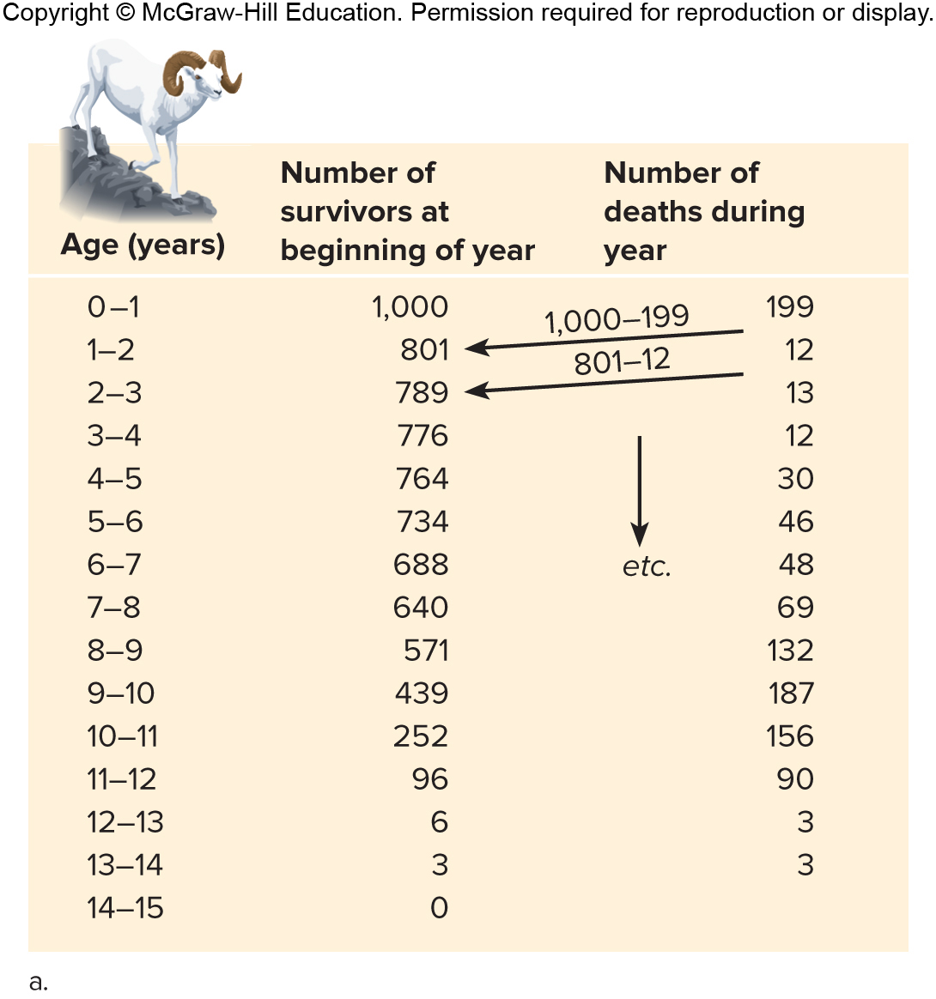 Copyright © McGraw-Hill Education. Permission required for reproduction or display.
Age (years)
Number of
survivors at
beginning of year
Number of
deaths during
year
0–1 1,000 1,000–199 199
1–2 801 801–12 12
2–3 789 13
3–4 776 12
4–5 764 30
5–6 734 46
6–7 688 etc. 48
7–8 640 69
8–9 571 132
9–10 439 187
10–11 252 156
11–12 96 90
12–13 6 3
13–14 3 3
14–15 0
a.